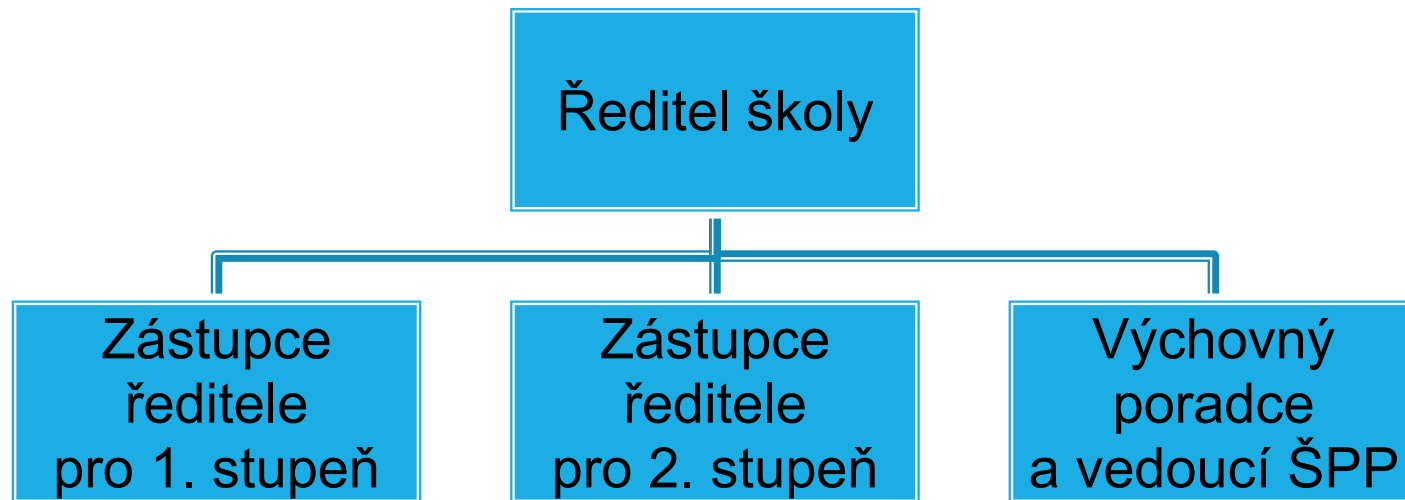 Ředitel školy
Zástupce
ředitele
pro 1. stupeň
Zástupce
ředitele
pro 2. stupeň
Výchovný
poradce
a vedoucí ŠPP